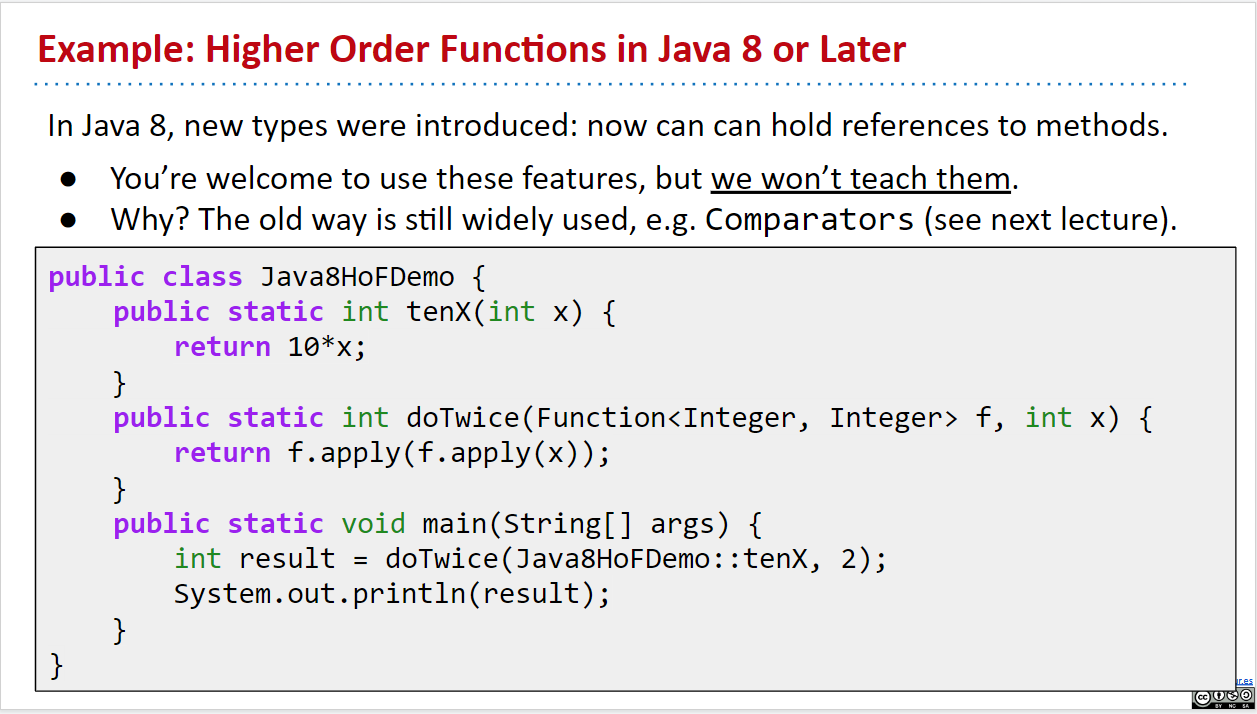 Example: Higher Order Functions in Java 8 or Later
In Java 8, new types were introduced: now can can hold references to methods.
● You’re welcome to use these features, but we won’t teach them.
● Why? The old way is still widely used, e.g. Comparators (see next lecture).
public class Java8HoFDemo {
    public static int tenX(int x) {
        return 10*x;
    }
    public static int doTwice(Function<Integer, Integer> f, int x) {
        return f.apply(f.apply(x));
    }
    public static void main(String[] args) {
        int result = doTwice(Java8HoFDemo::tenX, 2);
        System.out.println(result);
    }
}
cc
BY NC SA